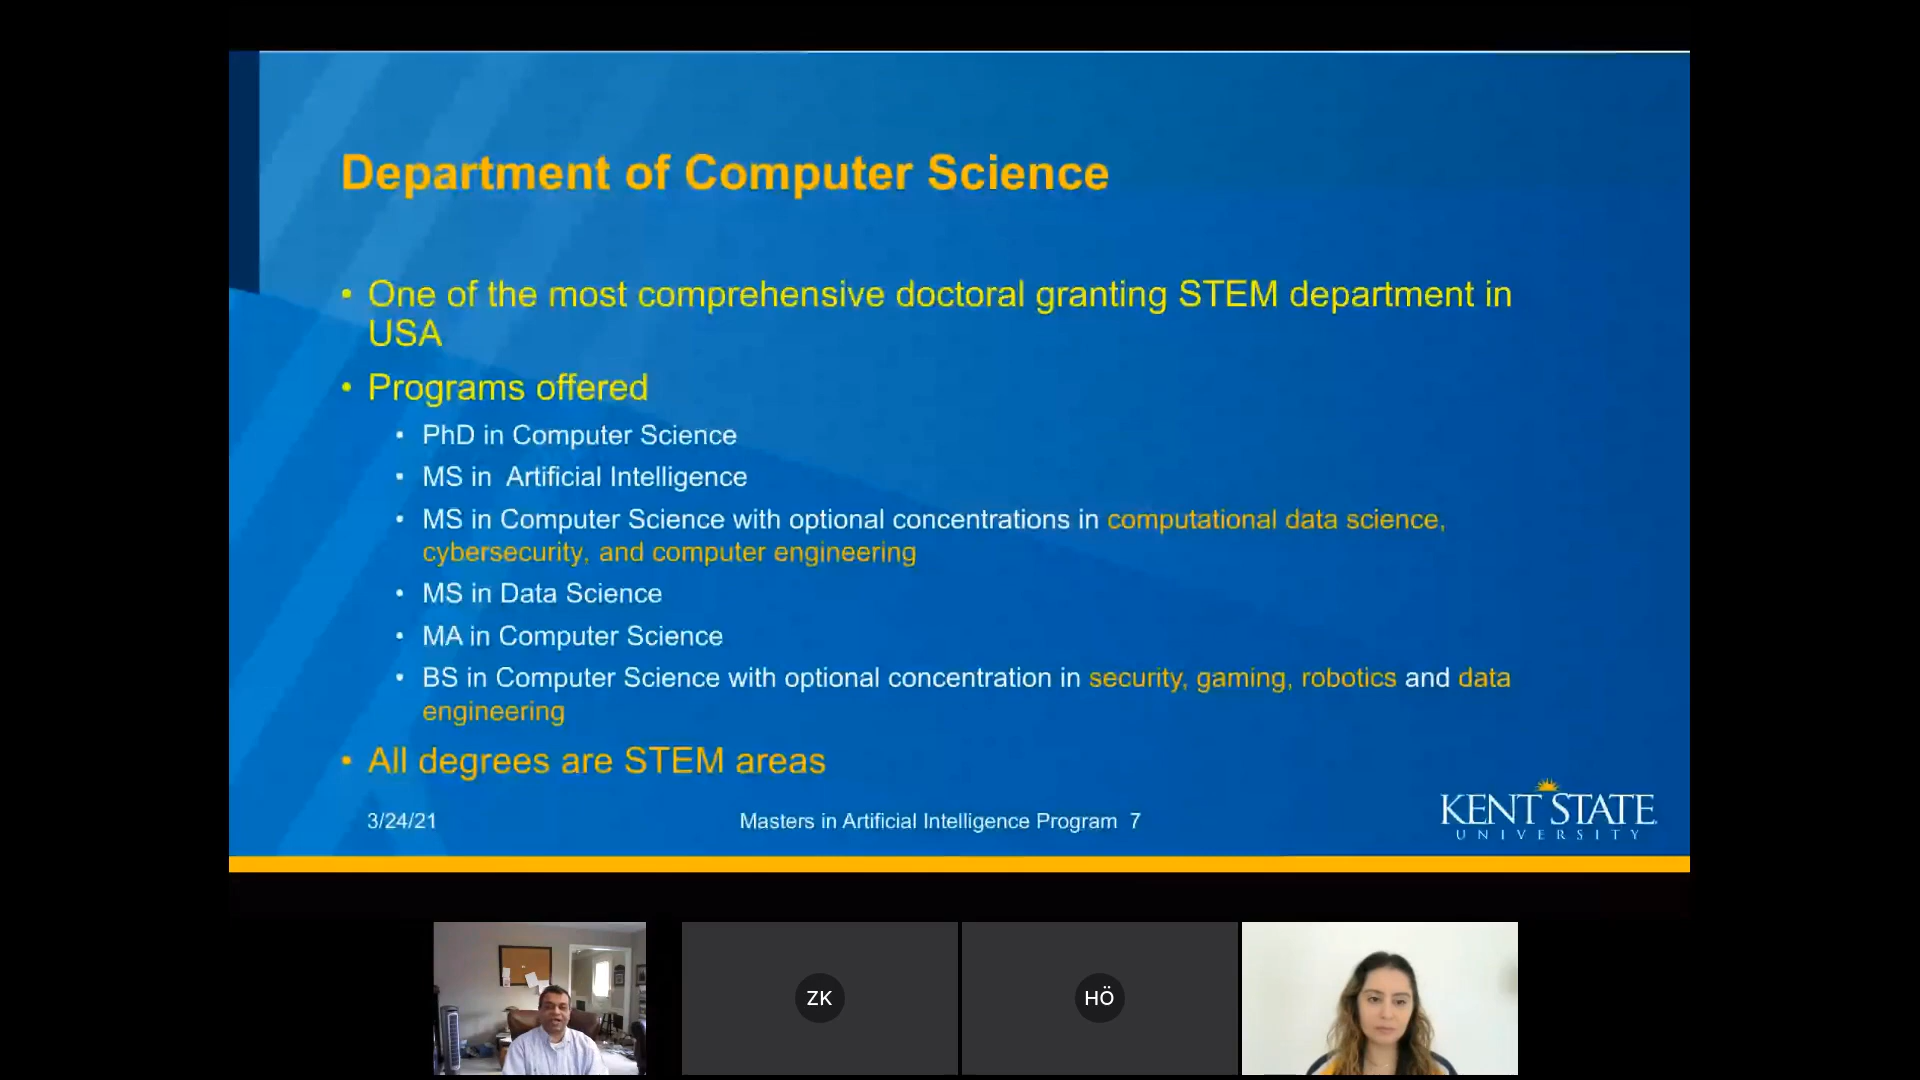 Department of Computer Science
• One of the most comprehensive doctoral granting STEM department in
USA
• Programs offered
• PhD in Computer Science
• MS in Artificial Intelligence
• MS in Computer Science with optional concentrations in computational data science,
cybersecurity, and computer engineering
• MS in Data Science
• MA in Computer Science
• BS in Computer Science with optional concentration in security, gaming, robotics and data
engineering
• All degrees are STEM areas
3/24/21
Masters in Artificial Intelligence Program 7
KENT STATE
UNIVERSITY
ZK
HÖ